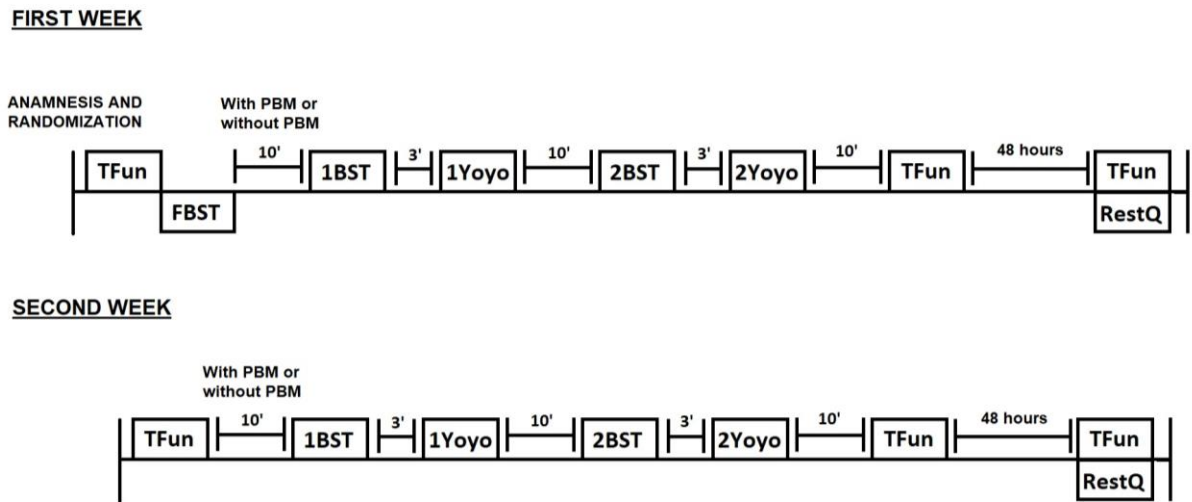 FIRST WEEK
ANAMNESIS AND
RANDOMIZATION
With PBM or
without PBM
TFun
10'
1BST
3'
1Yoyo
10'
2BST
3'
2Yoyo
10'
TFun
48 hours
TFun
FBST
RestQ
SECOND WEEK
With PBM or
without PBM
TFun
10'
1BST
3'
1Yoyo
10'
2BST
3'
2Yoyo
10'
TFun
48 hours
TFun
RestQ